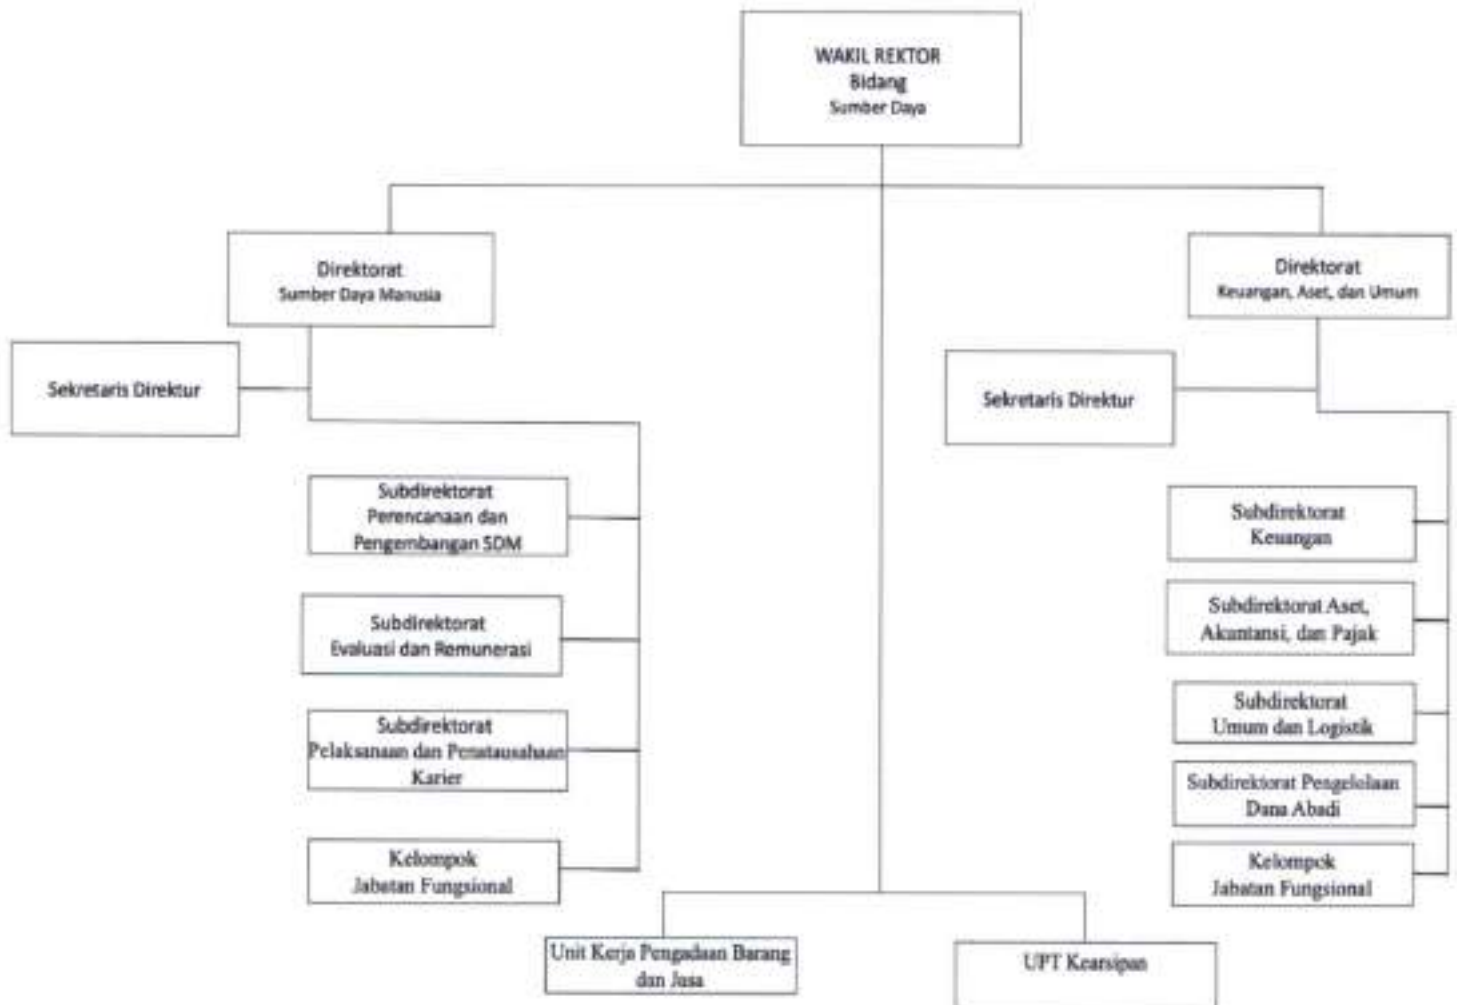 WAKIL REKTOR
Bidang
Sumber Daya
Direktorat
Sumber Daya Manusia
Direktorat
Keuangan, Aset, dan Umum
Sekretaris Direktur
Sekretaris Direktur
Subdirektorat
Perencanaan dan
Pengembangan SDM
Subdirektorat
Evaluasi dan Remunerasi
Subdirektorat
Pelaksanaan dan Penatausahaan
Karier
Kelompok
Jabatan Fungsional
Subdirektorat
Keuangan
Subdirektorat Aset,
Akuntansi, dan Pajak
Subdirektorat
Umum dan Logistik
Subdirektorat Pengelolaan
Dana Abadi
Kelompok
Jabatan Fungsional
Unit Kerja Pengadaan Barang
dan Jasa
UPT Kearsipan